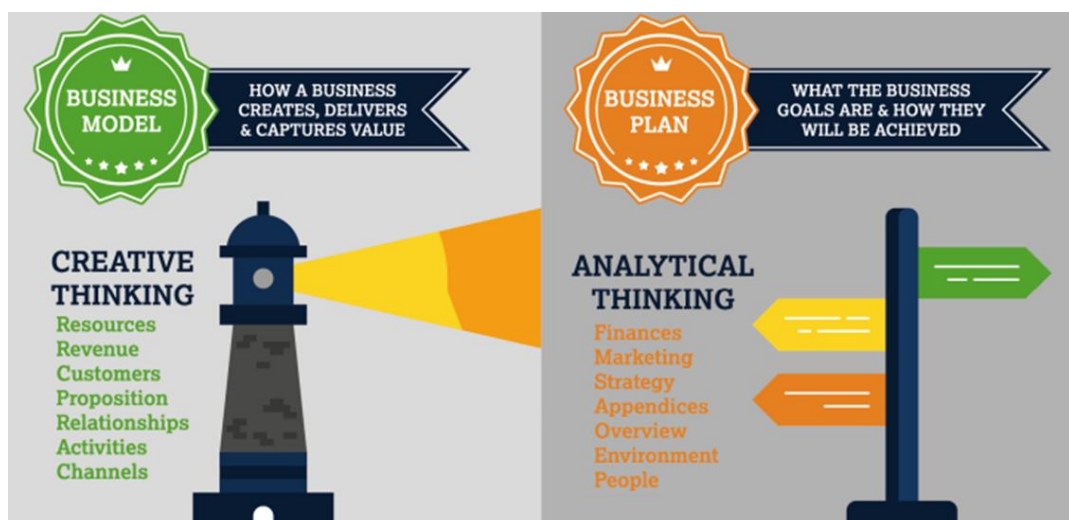 BUSINESS
MODEL
HOW A BUSINESS
CREATES, DELIVERS
& CAPTURES VALUE
CREATIVE
THINKING
Resources
Revenue
Customers
Proposition
Relationships
Activities
Channels
BUSINESS
PLAN
WHAT THE BUSINESS
GOALS ARE & HOW THEY
WILL BE ACHIEVED
ANALYTICAL
THINKING
Finances
Marketing
Strategy
Appendices
Overview
Environment
People